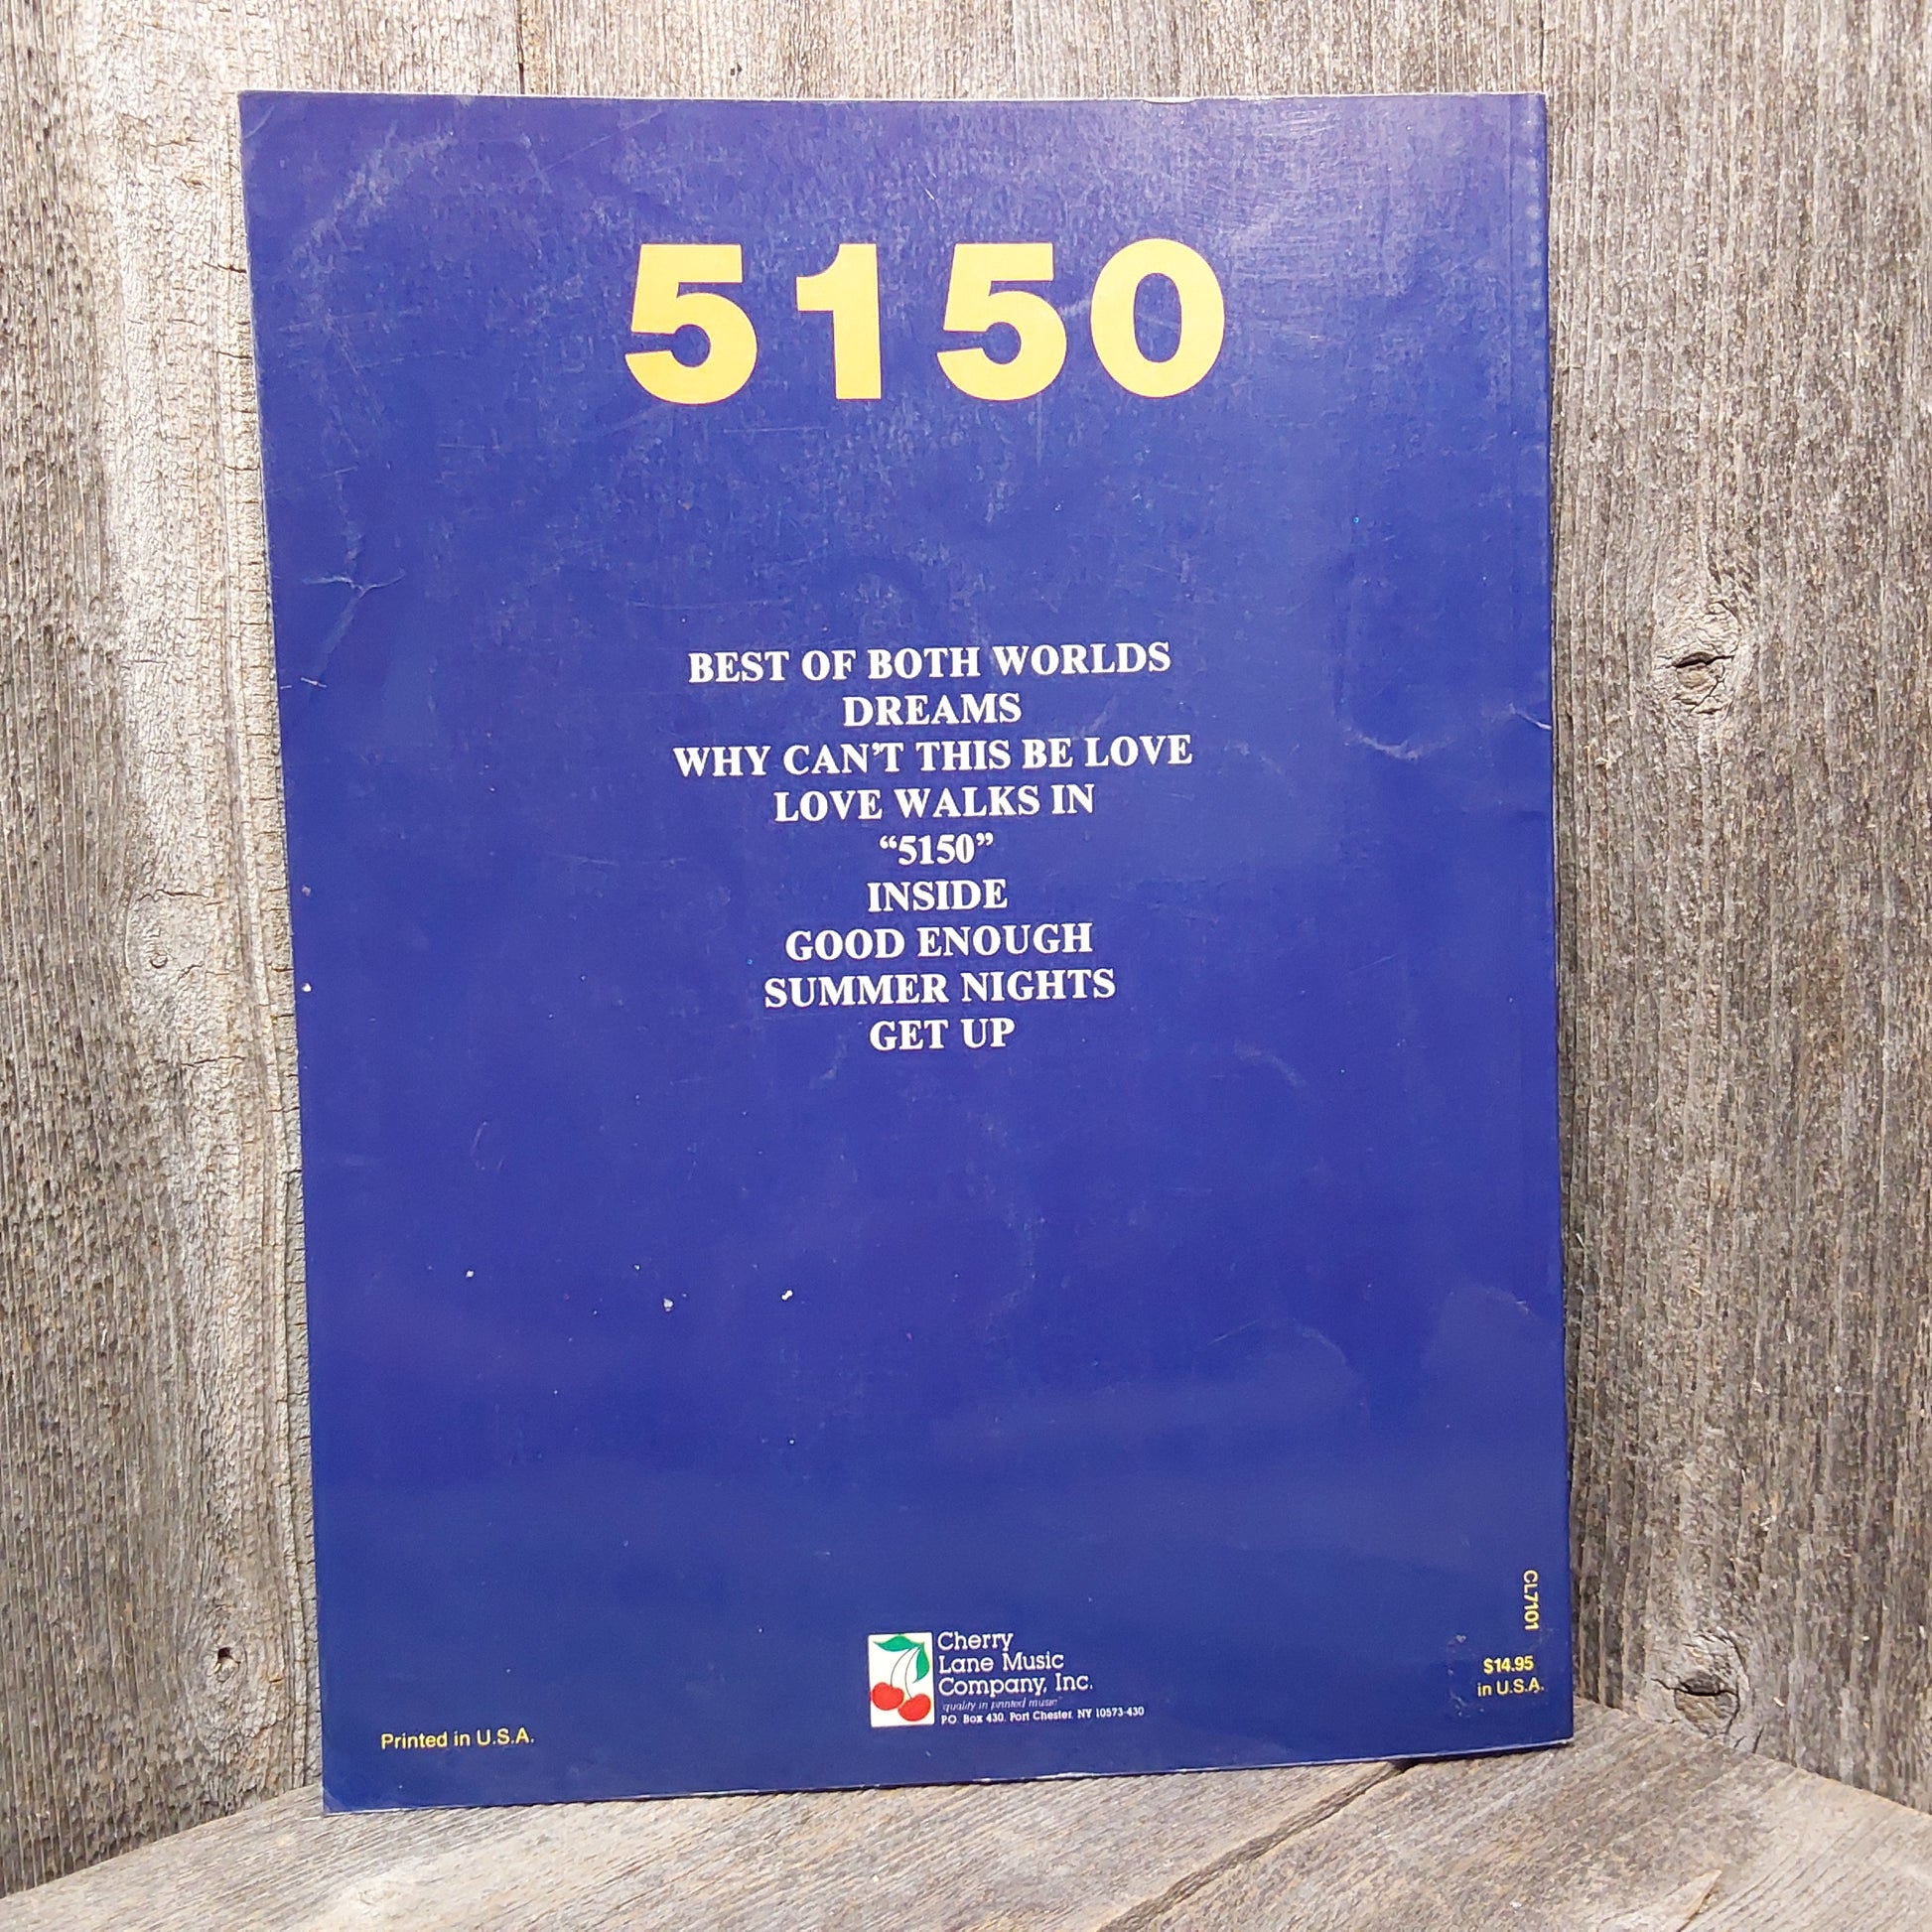 5150
BEST OF BOTH WORLDS
DREAMS
WHY CAN'T THIS BE LOVE
LOVE WALKS IN
“5150”
INSIDE
GOOD ENOUGH
SUMMER NIGHTS
GET UP
CL7101
$14.95
in U.S.A.
Cherry
Lane Music
Company, Inc.
"quality in printed music"
P.O. Box 430, Port Chester, NY 10573-430
Printed in U.S.A.